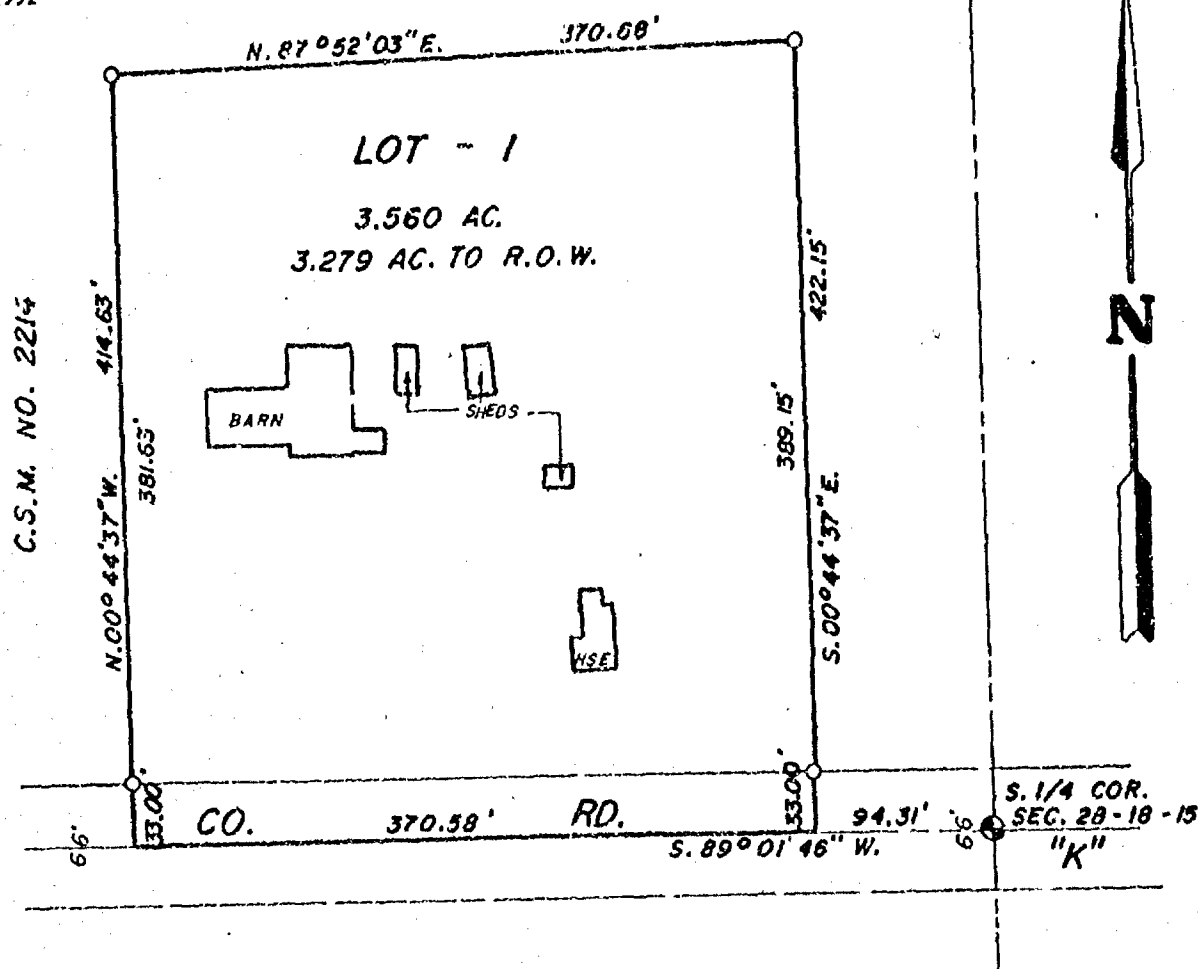 N. 87°52'03" E. 370.68'
LOT - 1
3.560 AC.
3.279 AC. TO R.O.W.
C.S.M. NO. 2214
414.63'
381.63'
N.00°44'37" W.
422.15'
389.15'
S. 00°44'37" E.
N
BARN
SHEDS
HSE
33.00'
33.00'
66'
CO. 370.58' RD.
94.31'
S. 89°01'46" W.
66'
S. 1/4 COR.
SEC. 28-18-15
"K"